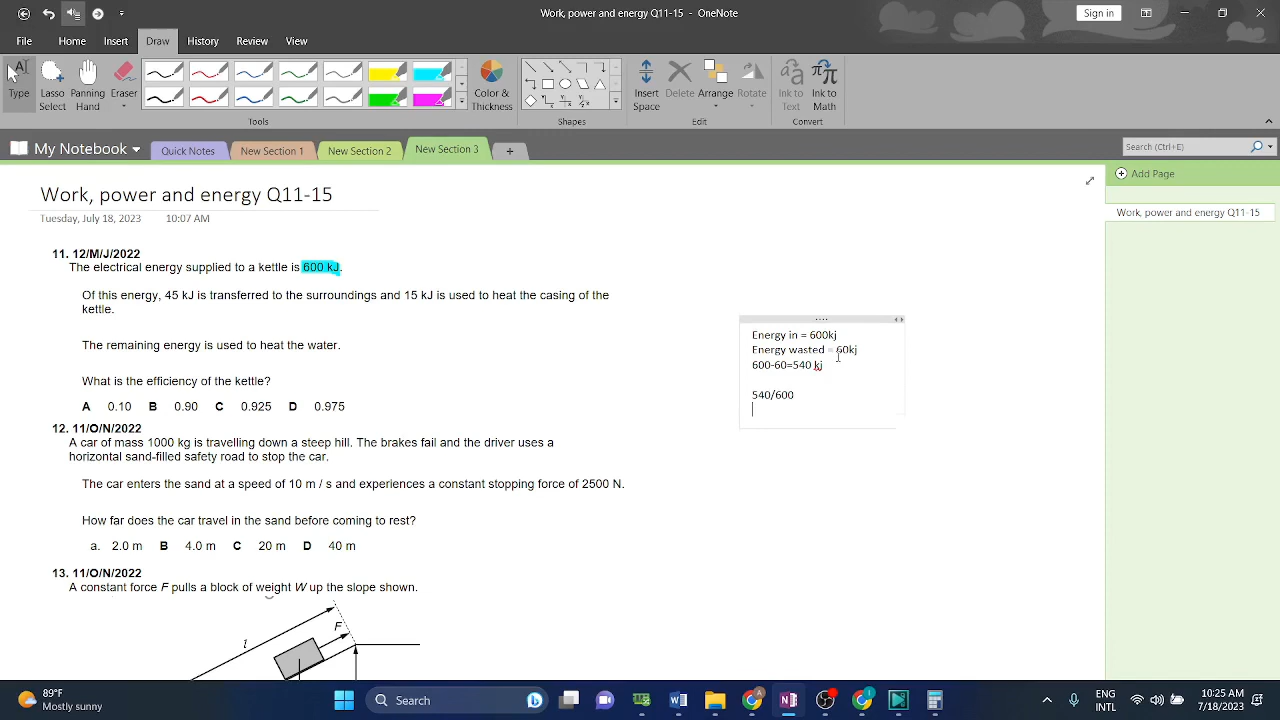 Work, power and energy Q11-15 - OneNote
Sign in
File Home Insert Draw History Review View
Type
Lasso Select
Panning Hand
Eraser
Color & Thickness
Insert Space
Delete
Arrange
Rotate
Ink to Text
Ink to Math
Tools
Shapes
Edit
Convert
My Notebook
Quick Notes
New Section 1
New Section 2
New Section 3
Search (Ctrl+E)
Add Page
Work, power and energy Q11-15
Work, power and energy Q11-15
Tuesday, July 18, 2023 10:07 AM
11. 12/M/J/2022
The electrical energy supplied to a kettle is 600 kJ.
Of this energy, 45 kJ is transferred to the surroundings and 15 kJ is used to heat the casing of the
kettle.
The remaining energy is used to heat the water.
What is the efficiency of the kettle?
A 0.10 B 0.90 C 0.925 D 0.975
Energy in = 600kj
Energy wasted = 60kj
600-60=540 kj
540/600
12. 11/O/N/2022
A car of mass 1000 kg is travelling down a steep hill. The brakes fail and the driver uses a
horizontal sand-filled safety road to stop the car.
The car enters the sand at a speed of 10 m / s and experiences a constant stopping force of 2500 N.
How far does the car travel in the sand before coming to rest?
a. 2.0 m B 4.0 m C 20 m D 40 m
13. 11/O/N/2022
A constant force F pulls a block of weight W up the slope shown.
F
l
89°F
Mostly sunny
Search
ENG
INTL
10:25 AM
7/18/2023